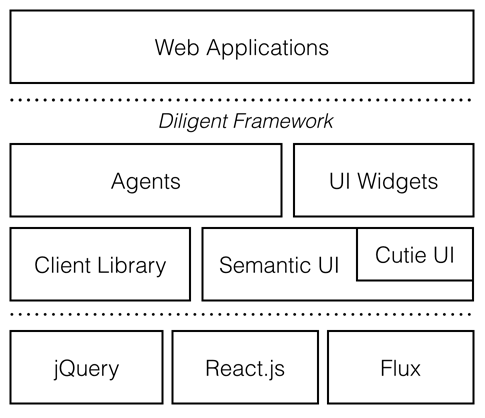 Web Applications
Diligent Framework
Agents
UI Widgets
Client Library
Semantic UI
Cutie UI
jQuery
React.js
Flux